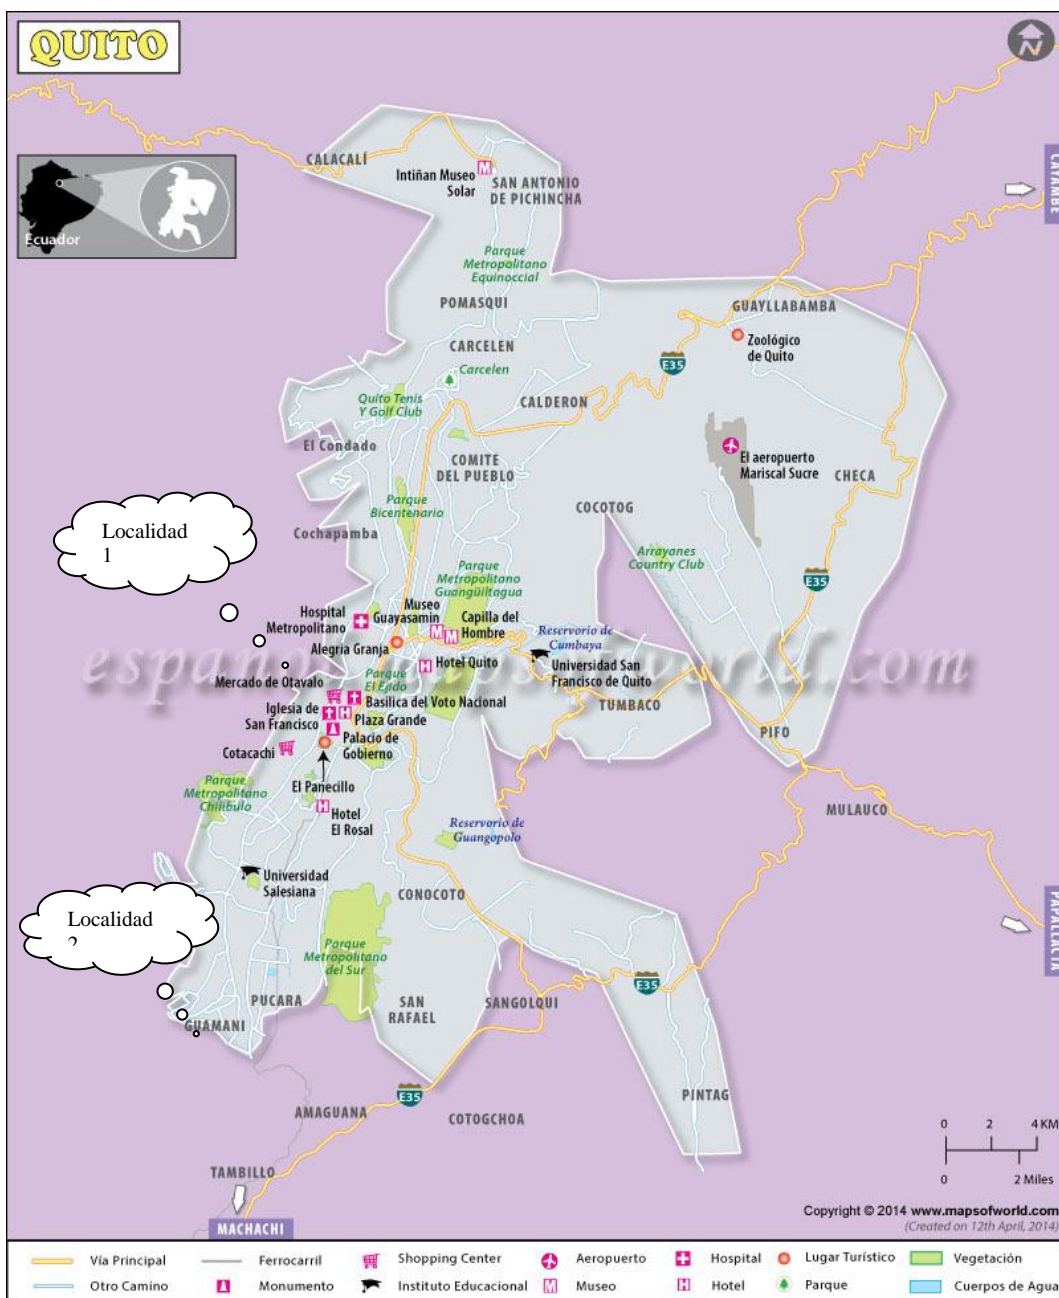 QUITO
N
Ecuador
CALACALÍ
Intiñan Museo
Solar
SAN ANTONIO
DE PICHINCHA
CAYAMBE
Parque
Metropolitano
Equinoccial
POMASQUI
GUAYLLABAMBA
Zoológico
de Quito
CARCELEN
Carcelen
E35
Quito Tenis
Y Golf Club
CALDERON
El Condado
COMITE
DEL PUEBLO
El aeropuerto
Mariscal Sucre
CHECA
Parque
Bicentenario
COCOTOG
Localidad
1
Cochapamba
Arrayanes
Country Club
Parque
Metropolitano
Guangüiltagua
E35
Hospital
Metropolitano
Museo
Guayasamin
Capilla del
Hombre
Reservorio de
Cumbaya
Alegria Granja
Hotel Quito
Universidad San
Francisco de Quito
Parque
El Ejido
Mercado de Otavalo
Basilica del Voto Nacional
TUMBACO
Iglesia de
San Francisco
Plaza Grande
PIFO
Cotacachi
Palacio de
Gobierno
Parque
Metropolitano
Chilibulo
El Panecillo
Hotel
El Rosal
Reservorio de
Guangopolo
MULAUCO
Universidad
Salesiana
CONOCOTO
Localidad
PAPALLACTA
Parque
Metropolitano
del Sur
PUCARA
SAN
RAFAEL
SANGOLQUI
E35
GUAMANI
E35
PINTAG
AMAGUANA
COTOGCHOA
TAMBILLO
MACHACHI
0 2 4 KM
0 2 Miles
Copyright © 2014 www.mapsofworld.com
(Created on 12th April, 2014)
Vía Principal
Ferrocarril
Shopping Center
Aeropuerto
Hospital
Lugar Turístico
Vegetación
Otro Camino
Monumento
Instituto Educacional
Museo
Hotel
Parque
Cuerpos de Agua